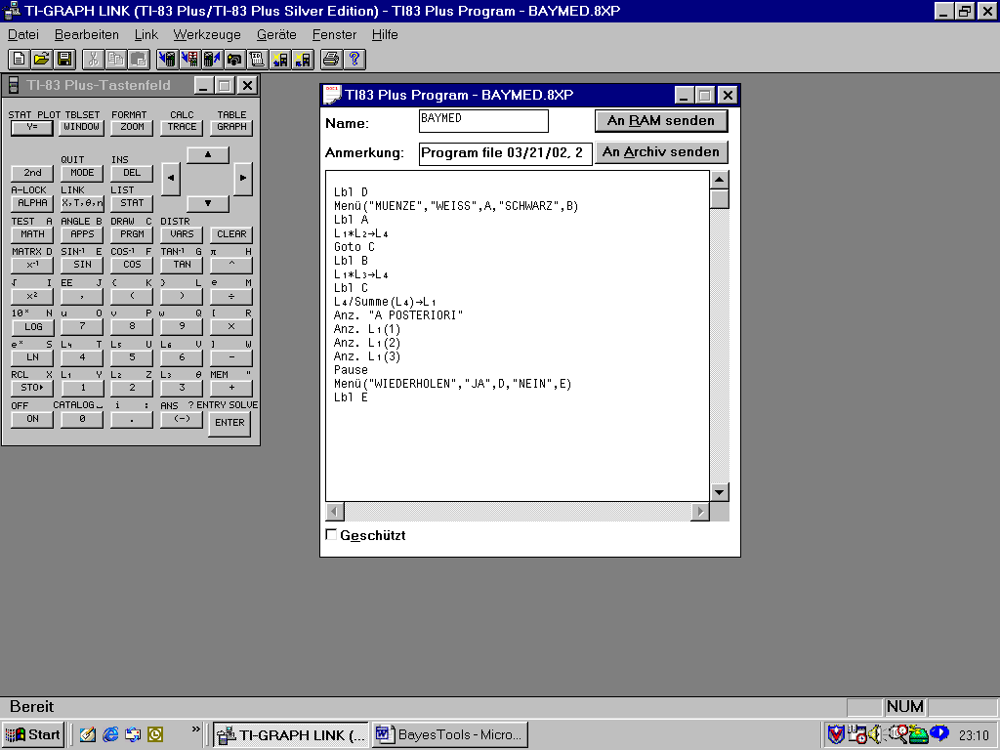 TI-GRAPH LINK (TI-83 Plus/TI-83 Plus Silver Edition) - TI83 Plus Program - BAYMED.8XP
Datei Bearbeiten Link Werkzeuge Geräte Fenster Hilfe
TI-83 Plus-Tastenfeld
STAT PLOT TBLSET FORMAT CALC TABLE
Y= WINDOW ZOOM TRACE GRAPH
QUIT INS
2nd MODE DEL
A-LOCK LINK LIST
ALPHA X,T,θ,n STAT
TEST A ANGLE B DRAW C DISTR
MATH APPS PRGM VARS CLEAR
MATRX D SIN⁻¹ E COS⁻¹ F TAN⁻¹ G π H
x⁻¹ SIN COS TAN ^
√ I EE J { K } L e M
x² , ( ) ÷
10ˣ N u O v P w Q [ R
LOG 7 8 9 X
eˣ S L₄ T L₅ U L₆ V ] W
LN 4 5 6 -
RCL X L₁ Y L₂ Z L₃ θ MEM "
STO▸ 1 2 3 +
OFF CATALOG ⎵ i : ANS ? ENTRY SOLVE
ON 0 . (-) ENTER
TI83 Plus Program - BAYMED.8XP
Name: BAYMED An RAM senden
Anmerkung: Program file 03/21/02, 2 An Archiv senden
Lbl D
Menü("MUENZE","WEISS",A,"SCHWARZ",B)
Lbl A
L₁*L₂→L₄
Goto C
Lbl B
L₁*L₃→L₄
Lbl C
L₄/Summe(L₄)→L₁
Anz. "A POSTERIORI"
Anz. L₁(1)
Anz. L₁(2)
Anz. L₁(3)
Pause
Menü("WIEDERHOLEN","JA",D,"NEIN",E)
Lbl E
Geschützt
Bereit NUM
Start » TI-GRAPH LINK (... BayesTools - Micro... 23:10